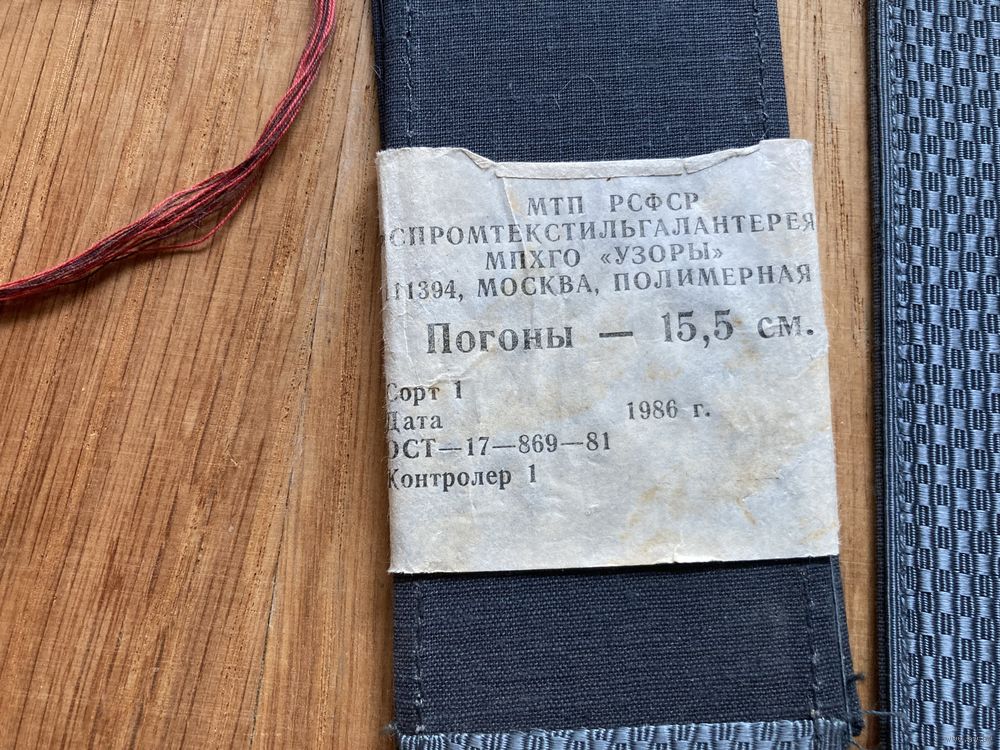 МТП РСФСР
СПРОМТЕКСТИЛЬГАЛАНТЕРЕЯ
МПХГО «УЗОРЫ»
111394, МОСКВА, ПОЛИМЕРНАЯ
Погоны — 15,5 см.
Сорт 1
Дата 1986 г.
ОСТ—17—869—81
Контролер 1